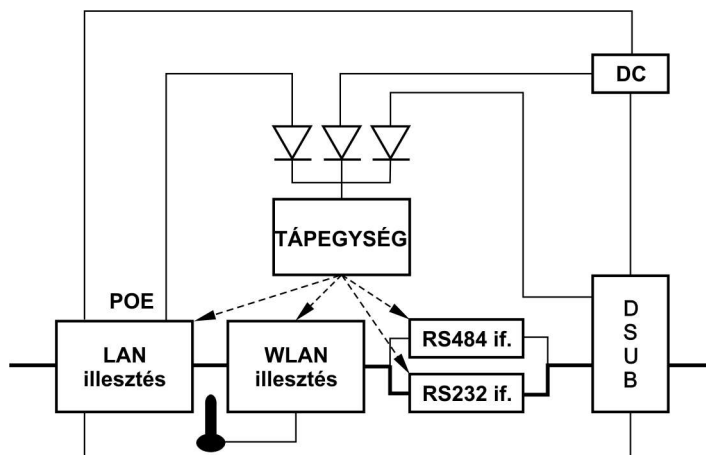 DC
TÁPEGYSÉG
POE
LAN
illesztés
WLAN
illesztés
RS484 if.
RS232 if.
D
S
U
B